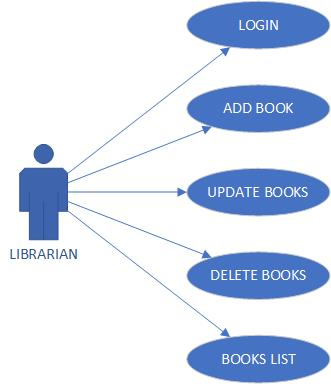 LOGIN
ADD BOOK
UPDATE BOOKS
LIBRARIAN
DELETE BOOKS
BOOKS LIST